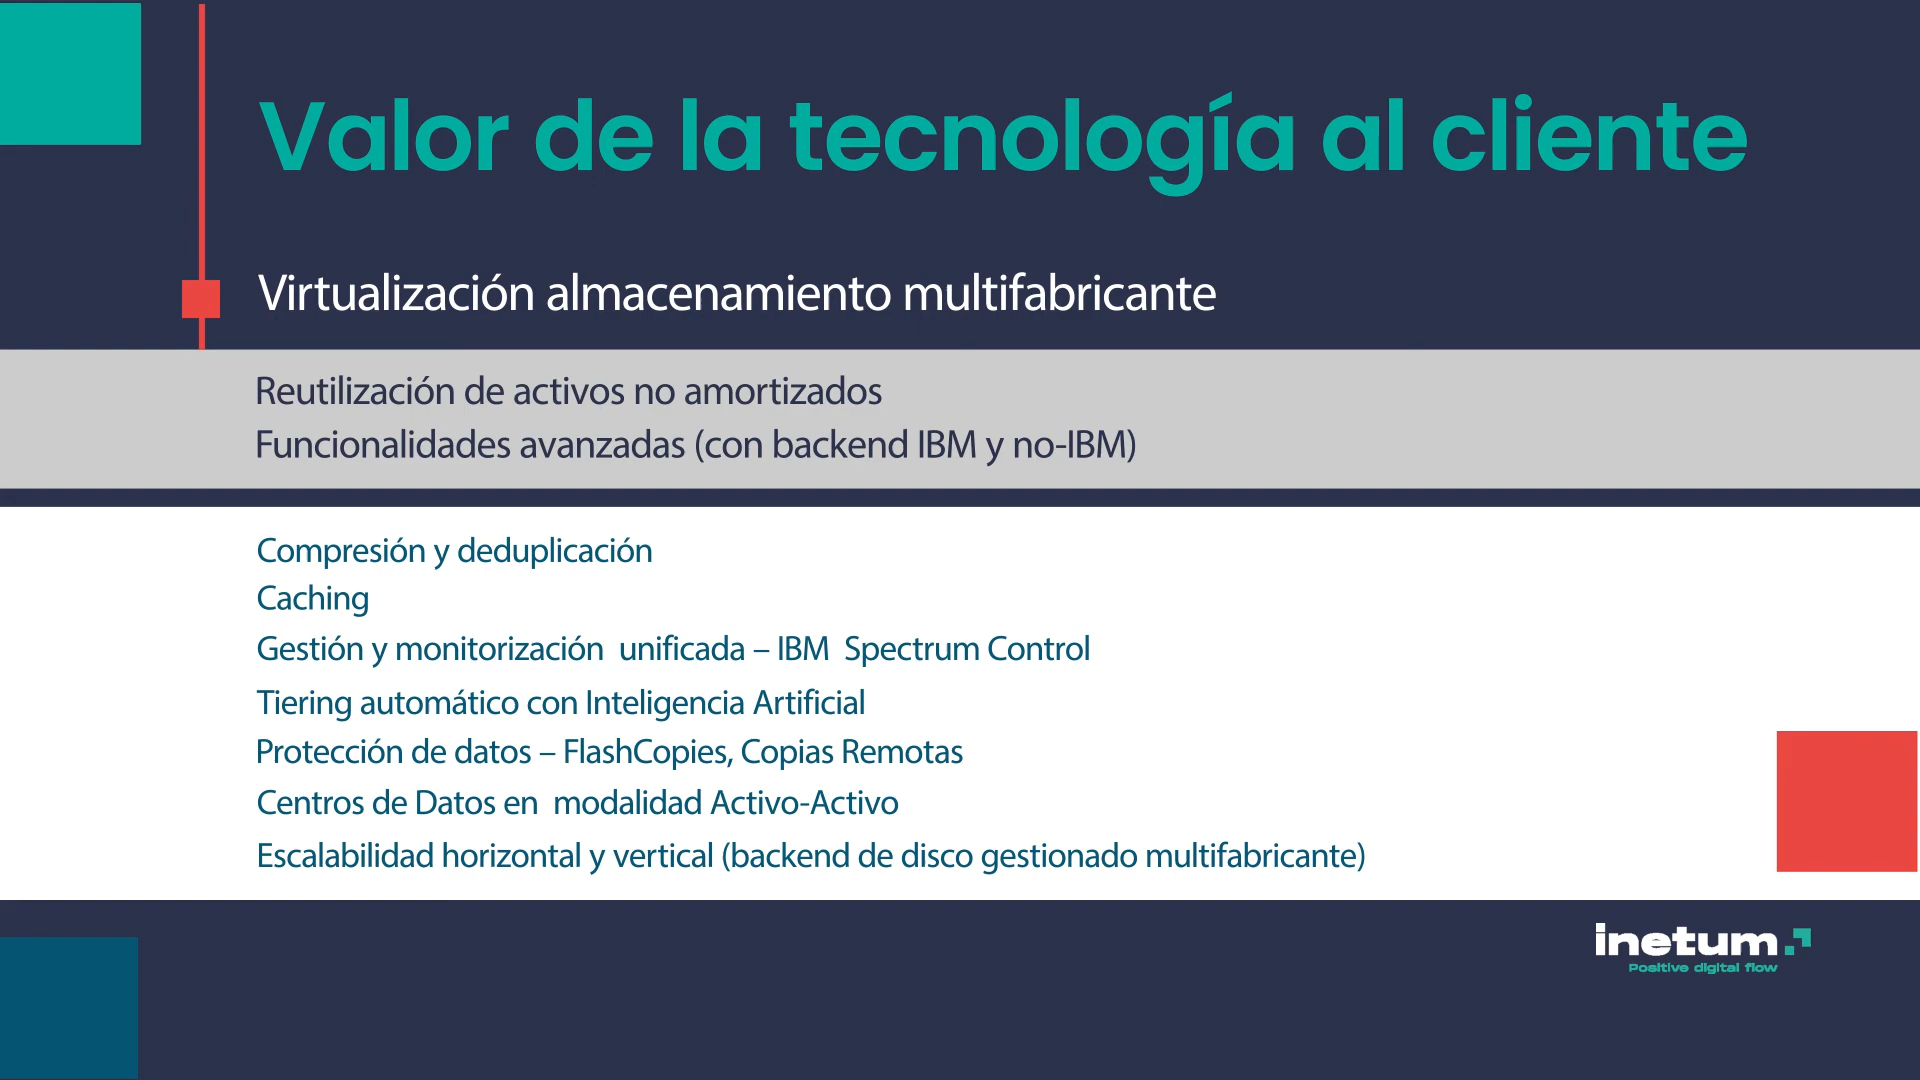 Valor de la tecnología al cliente
Virtualización almacenamiento multifabricante
Reutilización de activos no amortizados
Funcionalidades avanzadas (con backend IBM y no-IBM)
Compresión y deduplicación
Caching
Gestión y monitorización unificada – IBM Spectrum Control
Tiering automático con Inteligencia Artificial
Protección de datos – FlashCopies, Copias Remotas
Centros de Datos en modalidad Activo-Activo
Escalabilidad horizontal y vertical (backend de disco gestionado multifabricante)
inetum
Positive digital flow